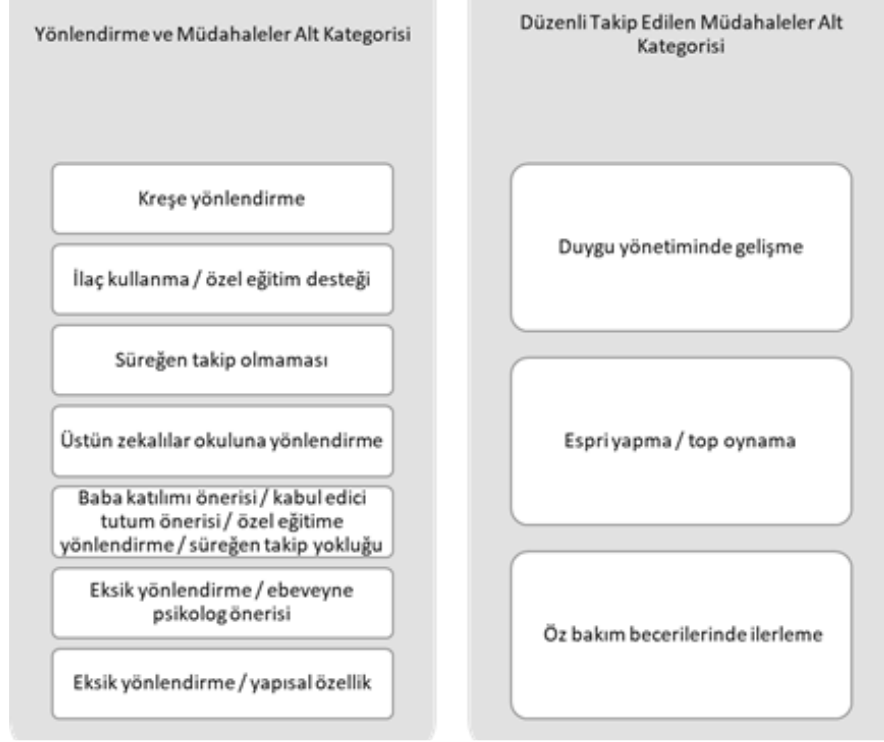 Yönlendirme ve Müdahaleler Alt Kategorisi
Kreşe yönlendirme
İlaç kullanma / özel eğitim desteği
Süreğen takip olmaması
Üstün zekalılar okuluna yönlendirme
Baba katılımı önerisi / kabul edici
tutum önerisi / özel eğitime
yönlendirme / süreğen takip yokluğu
Eksik yönlendirme / ebeveyne
psikolog önerisi
Eksik yönlendirme / yapısal özellik
Düzenli Takip Edilen Müdahaleler Alt
Kategorisi
Duygu yönetiminde gelişme
Espri yapma / top oynama
Öz bakım becerilerinde ilerleme